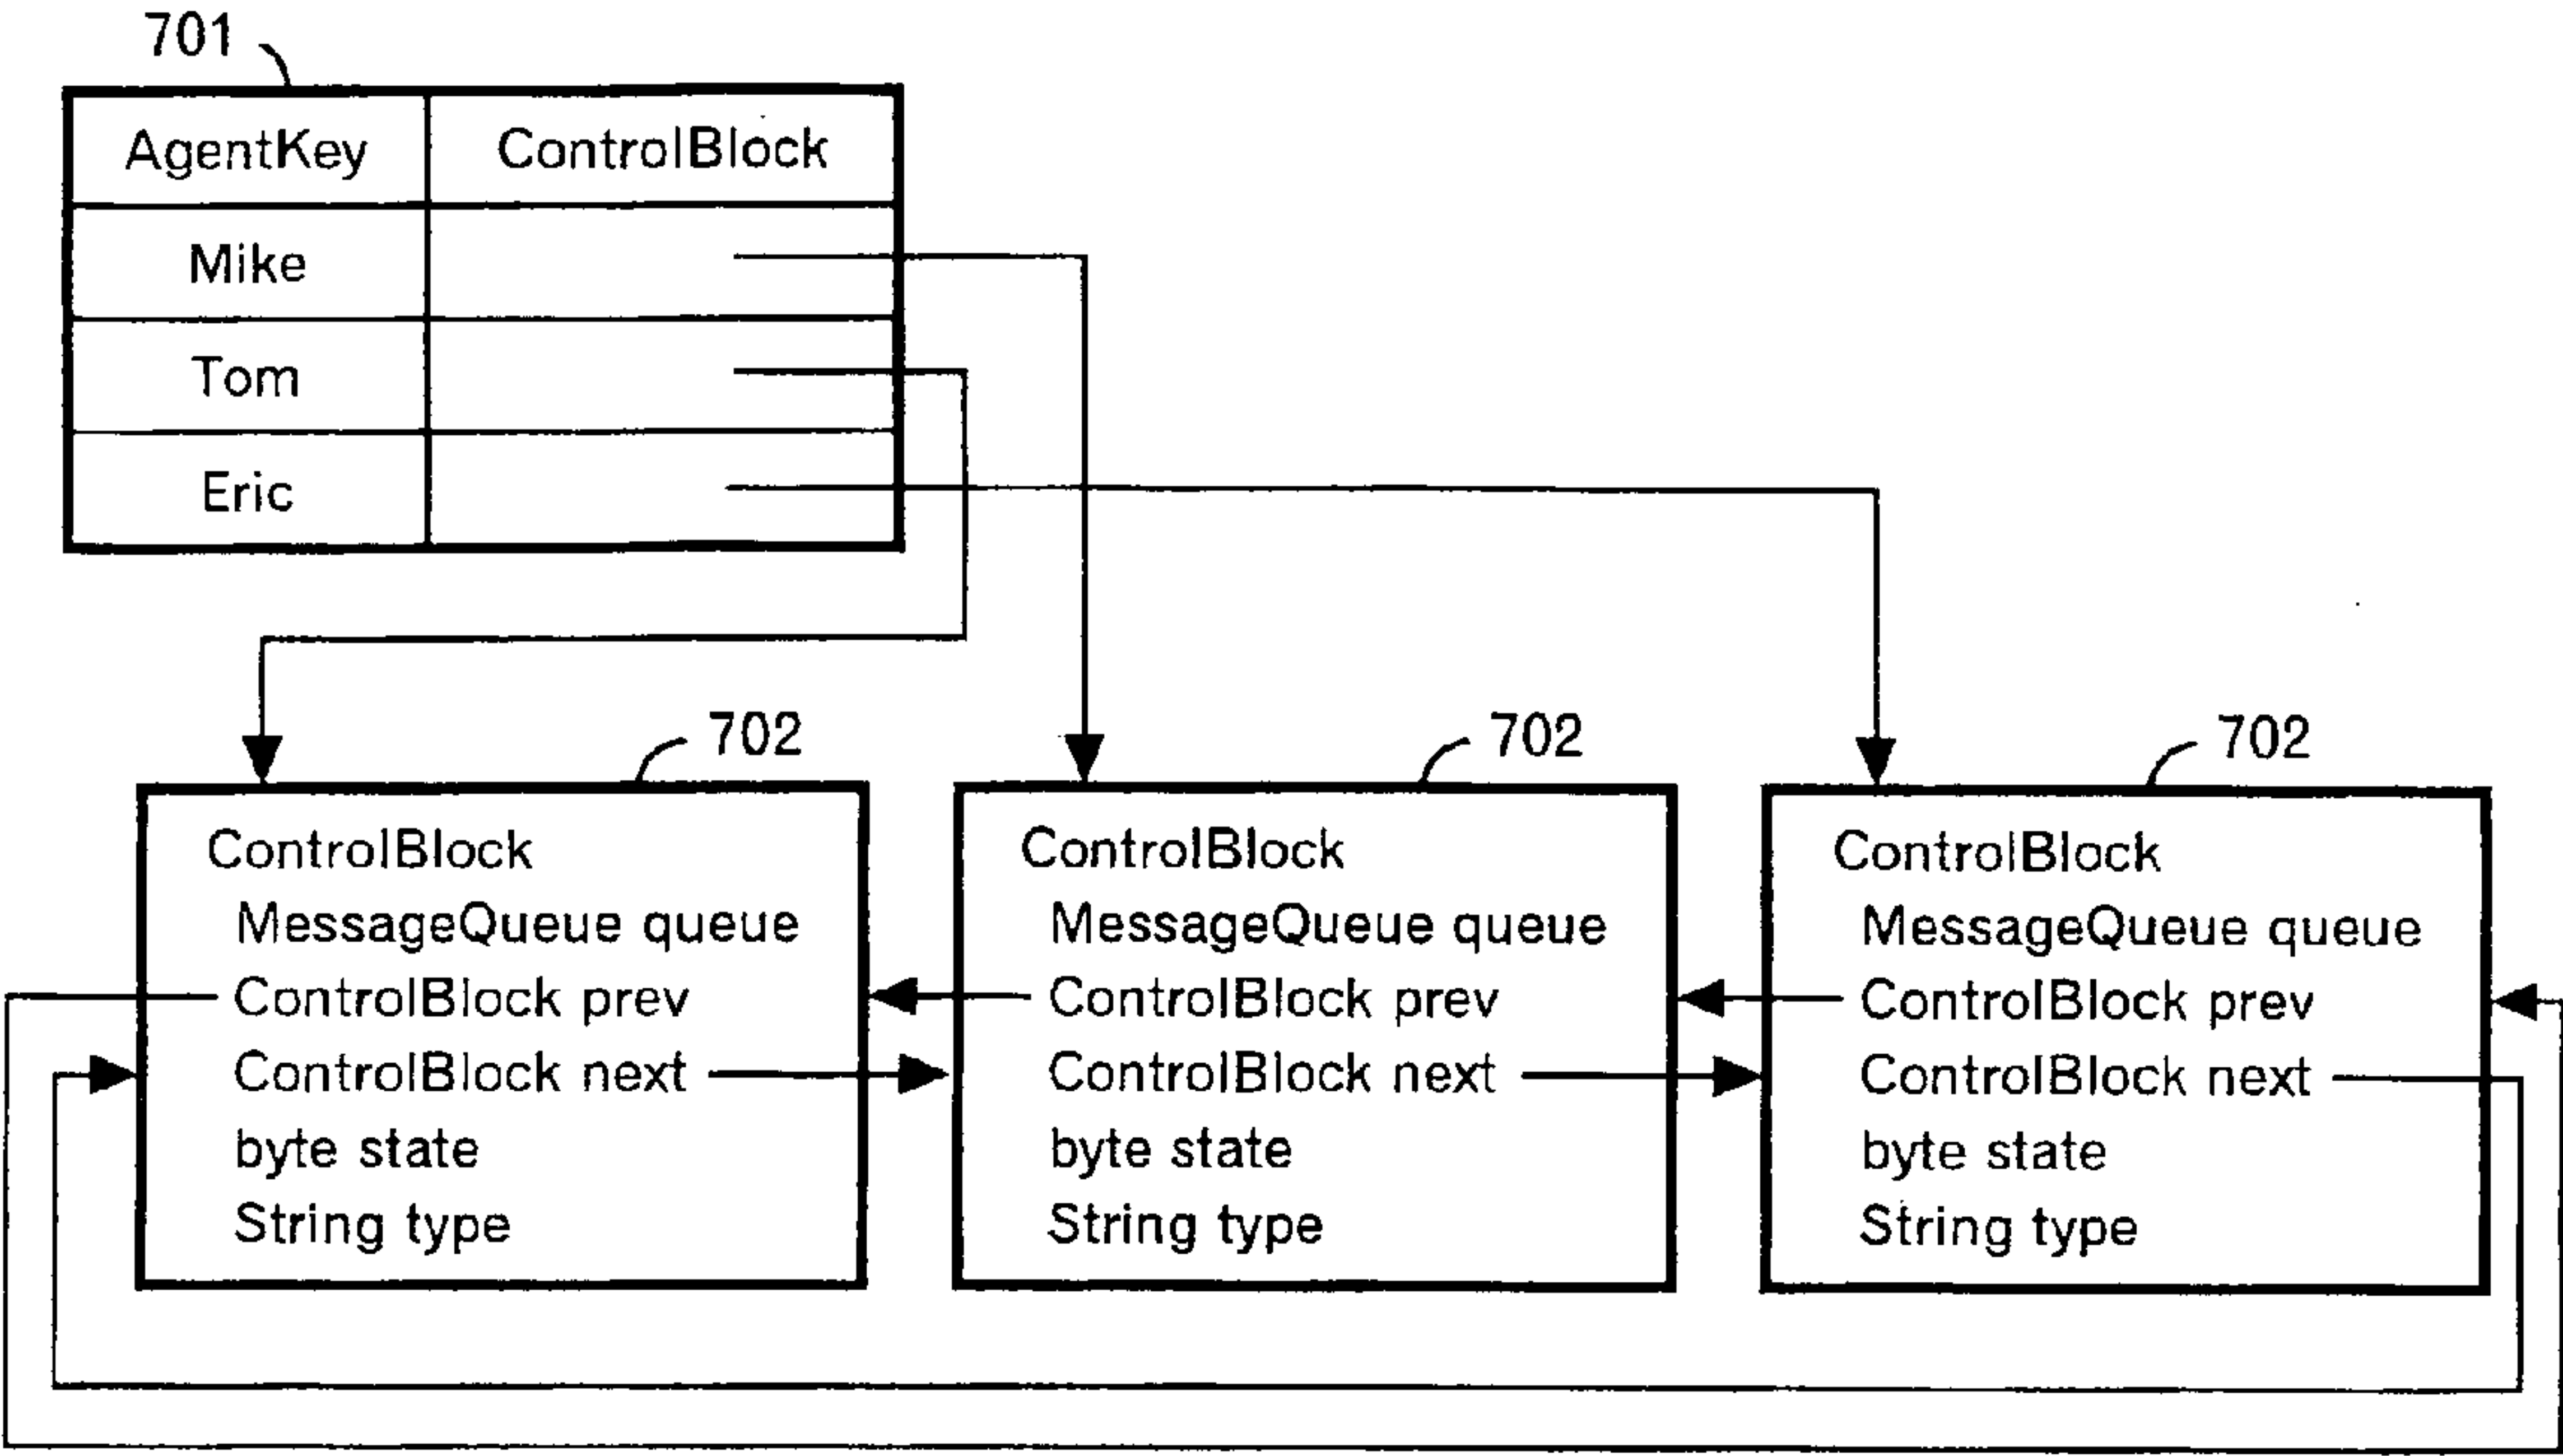 701
AgentKey ControlBlock
Mike
Tom
Eric
702
ControlBlock
MessageQueue queue
ControlBlock prev
ControlBlock next
byte state
String type
702
ControlBlock
MessageQueue queue
ControlBlock prev
ControlBlock next
byte state
String type
702
ControlBlock
MessageQueue queue
ControlBlock prev
ControlBlock next
byte state
String type